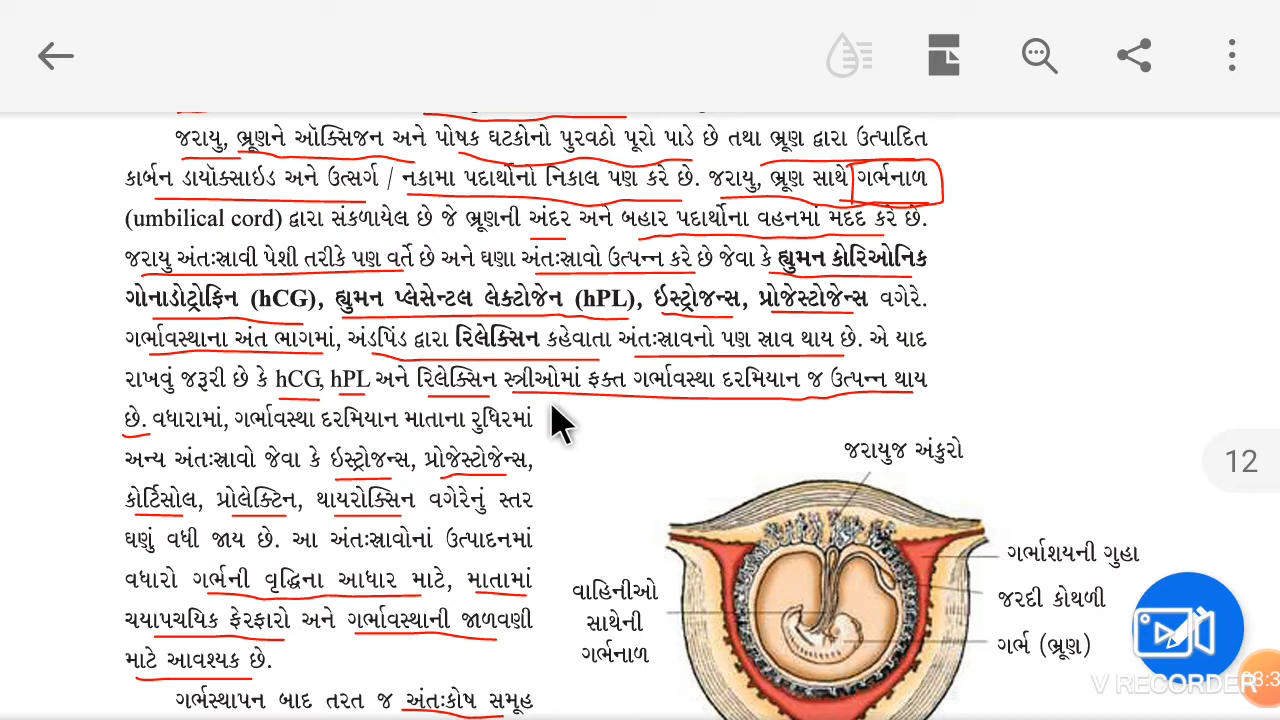 જરાયુ, ભ્રૂણને ઑક્સિજન અને પોષક ઘટકોનો પુરવઠો પૂરો પાડે છે તથા ભ્રૂણ દ્વારા ઉત્પાદિત
કાર્બન ડાયૉક્સાઇડ અને ઉત્સર્ગ / નકામા પદાર્થોનો નિકાલ પણ કરે છે. જરાયુ, ભ્રૂણ સાથે ગર્ભનાળ
(umbilical cord) દ્વારા સંકળાયેલ છે જે ભ્રૂણની અંદર અને બહાર પદાર્થોના વહનમાં મદદ કરે છે.
જરાયુ અંતઃસ્રાવી પેશી તરીકે પણ વર્તે છે અને ઘણા અંતઃસ્રાવો ઉત્પન્ન કરે છે જેવા કે હ્યુમન કોરિઓનિક
ગોનાડોટ્રોફિન (hCG), હ્યુમન પ્લેસેન્ટલ લેક્ટોજેન (hPL), ઇસ્ટ્રોજન્સ, પ્રોજેસ્ટોજેન્સ વગેરે.
ગર્ભાવસ્થાના અંત ભાગમાં, અંડપિંડ દ્વારા રિલેક્સિન કહેવાતા અંતઃસ્રાવનો પણ સ્રાવ થાય છે. એ યાદ
રાખવું જરૂરી છે કે hCG, hPL અને રિલેક્સિન સ્ત્રીઓમાં ફક્ત ગર્ભાવસ્થા દરમિયાન જ ઉત્પન્ન થાય
છે. વધારામાં, ગર્ભાવસ્થા દરમિયાન માતાના રુધિરમાં
અન્ય અંતઃસ્રાવો જેવા કે ઇસ્ટ્રોજન્સ, પ્રોજેસ્ટોજેન્સ,
કોર્ટિસોલ, પ્રોલેક્ટિન, થાયરોક્સિન વગેરેનું સ્તર
ઘણું વધી જાય છે. આ અંતઃસ્રાવોનાં ઉત્પાદનમાં
વધારો ગર્ભની વૃદ્ધિના આધાર માટે, માતામાં
ચયાપચયિક ફેરફારો અને ગર્ભાવસ્થાની જાળવણી
માટે આવશ્યક છે.
ગર્ભસ્થાપન બાદ તરત જ અંતઃકોષ સમૂહ
જરાયુજ અંકુરો
ગર્ભાશયની ગુહા
જરદી કોથળી
ગર્ભ (ભ્રૂણ)
વાહિનીઓ
સાથેની
ગર્ભનાળ
12
V RECORDER